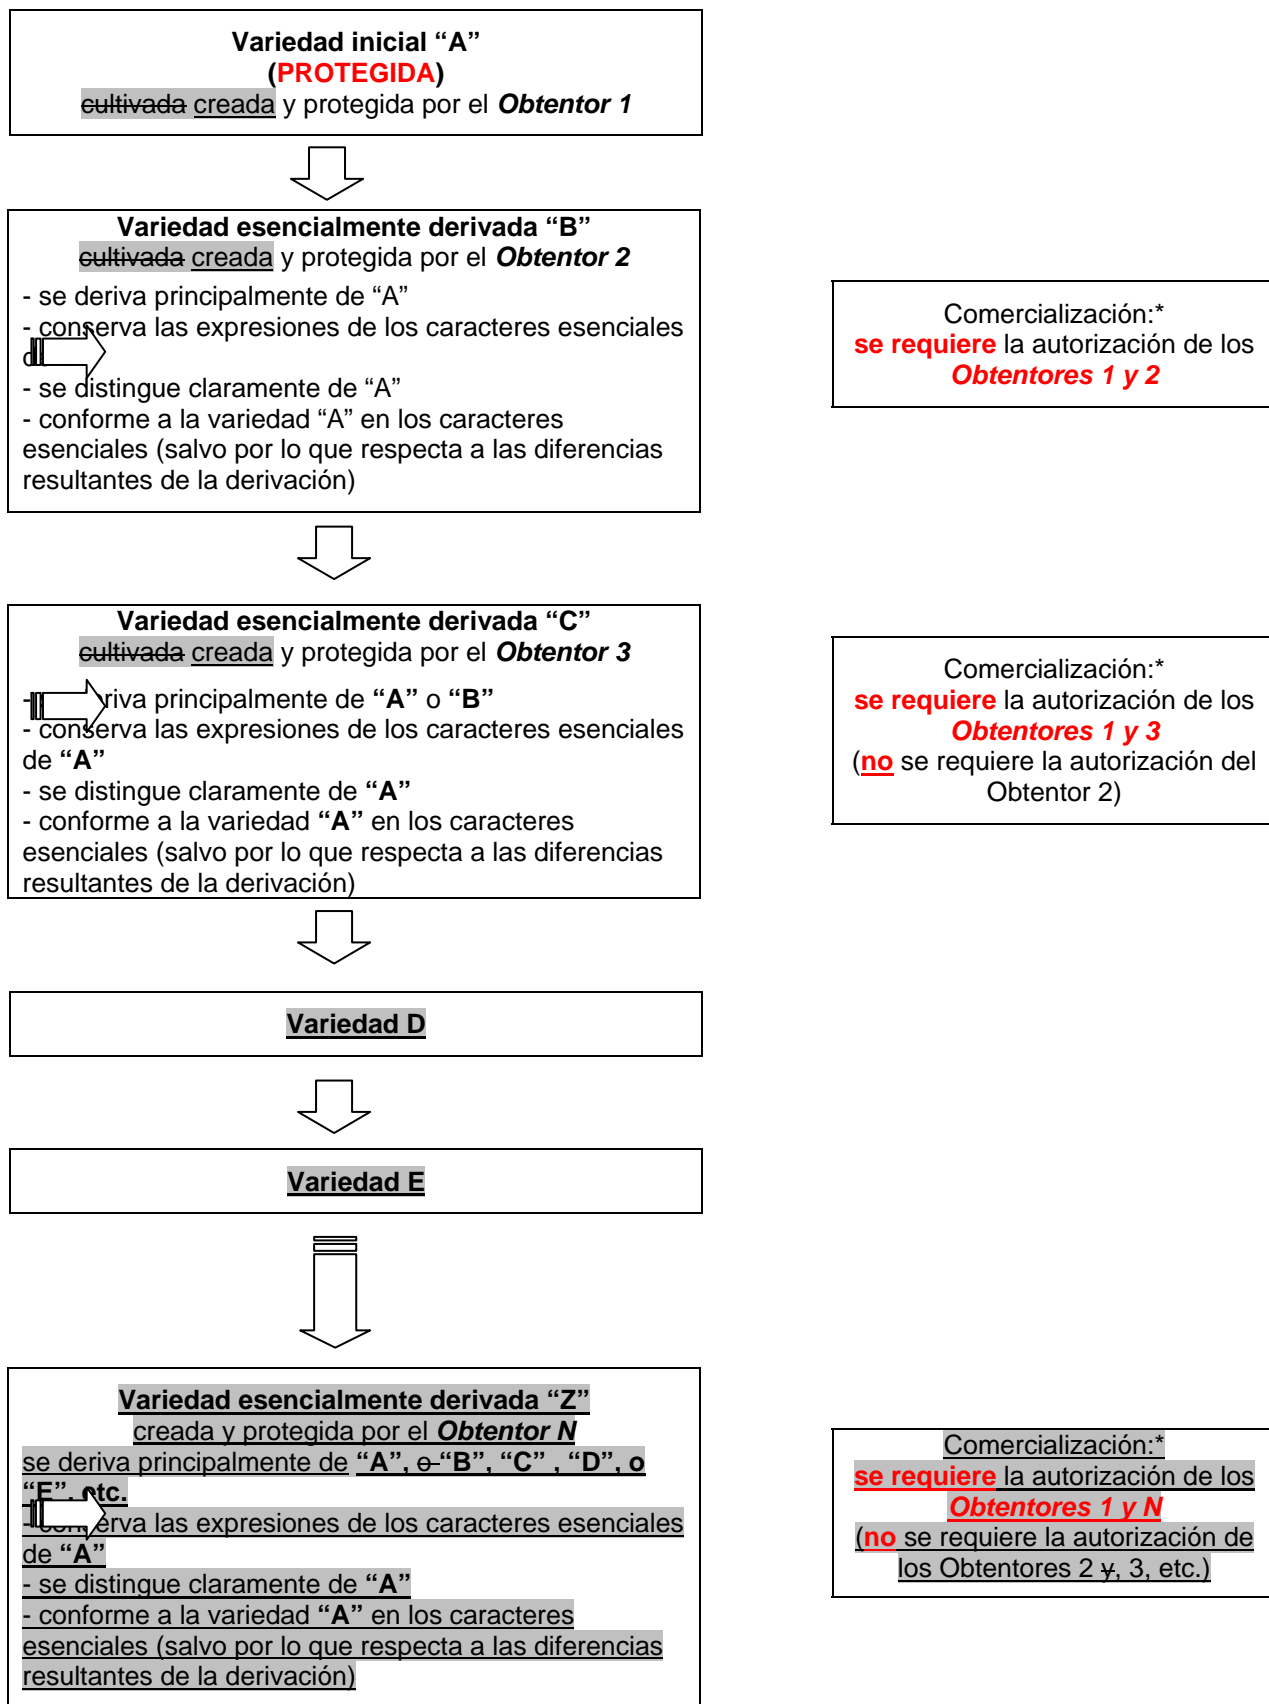 Variedad inicial “A”
(PROTEGIDA)
cultivada creada y protegida por el Obtentor 1
Variedad esencialmente derivada “B”
cultivada creada y protegida por el Obtentor 2
- se deriva principalmente de “A”
- conserva las expresiones de los caracteres esenciales
- se distingue claramente de “A”
- conforme a la variedad “A” en los caracteres
esenciales (salvo por lo que respecta a las diferencias
resultantes de la derivación)
Comercialización:*
se requiere la autorización de los
Obtentores 1 y 2
Variedad esencialmente derivada “C”
cultivada creada y protegida por el Obtentor 3
- principalmente de “A” o “B”
- conserva las expresiones de los caracteres esenciales
de “A”
- se distingue claramente de “A”
- conforme a la variedad “A” en los caracteres
esenciales (salvo por lo que respecta a las diferencias
resultantes de la derivación)
Comercialización:*
se requiere la autorización de los
Obtentores 1 y 3
(no se requiere la autorización del
Obtentor 2)
Variedad D
Variedad E
Variedad esencialmente derivada “Z”
creada y protegida por el Obtentor N
se deriva principalmente de “A”, o “B”, “C” , “D”, o
“E”, etc.
- conserva las expresiones de los caracteres esenciales
de “A”
- se distingue claramente de “A”
- conforme a la variedad “A” en los caracteres
esenciales (salvo por lo que respecta a las diferencias
resultantes de la derivación)
Comercialización:*
se requiere la autorización de los
Obtentores 1 y N
(no se requiere la autorización de
los Obtentores 2 y, 3, etc.)